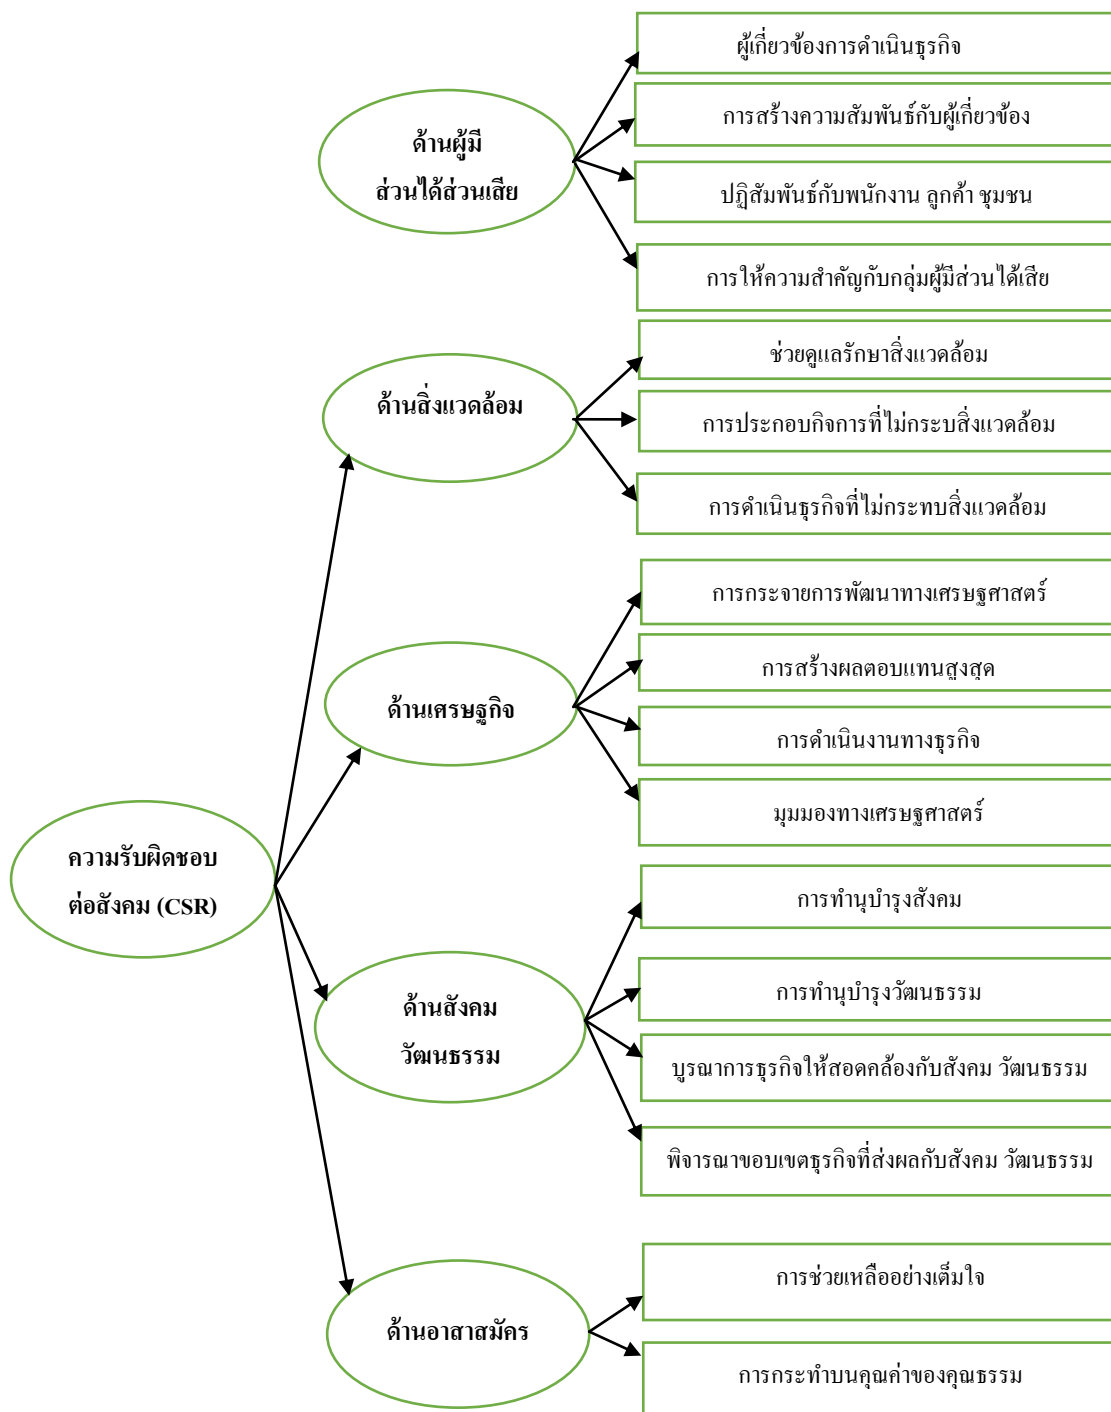 ผู้เกี่ยวข้องการดำเนินธุรกิจ
การสร้างความสัมพันธ์กับผู้เกี่ยวข้อง
ด้านผู้มี
ส่วนได้ส่วนเสีย
ปฏิสัมพันธ์กับพนักงาน ลูกค้า ชุมชน
การให้ความสำคัญกับกลุ่มผู้มีส่วนได้เสีย
ช่วยดูแลรักษาสิ่งแวดล้อม
ด้านสิ่งแวดล้อม
การประกอบกิจการที่ไม่กระบสิ่งแวดล้อม
การดำเนินธุรกิจที่ไม่กระทบสิ่งแวดล้อม
การกระจายการพัฒนาทางเศรษฐศาสตร์
การสร้างผลตอบแทนสูงสุด
ด้านเศรษฐกิจ
การดำเนินงานทางธุรกิจ
มุมมองทางเศรษฐศาสตร์
ความรับผิดชอบ
ต่อสังคม (CSR)
การทำนุบำรุงสังคม
การทำนุบำรุงวัฒนธรรม
ด้านสังคม
วัฒนธรรม
บูรณาการธุรกิจให้สอดคล้องกับสังคม วัฒนธรรม
พิจารณาขอบเขตธุรกิจที่ส่งผลกับสังคม วัฒนธรรม
การช่วยเหลืออย่างเต็มใจ
ด้านอาสาสมัคร
การกระทำบนคุณค่าของคุณธรรม